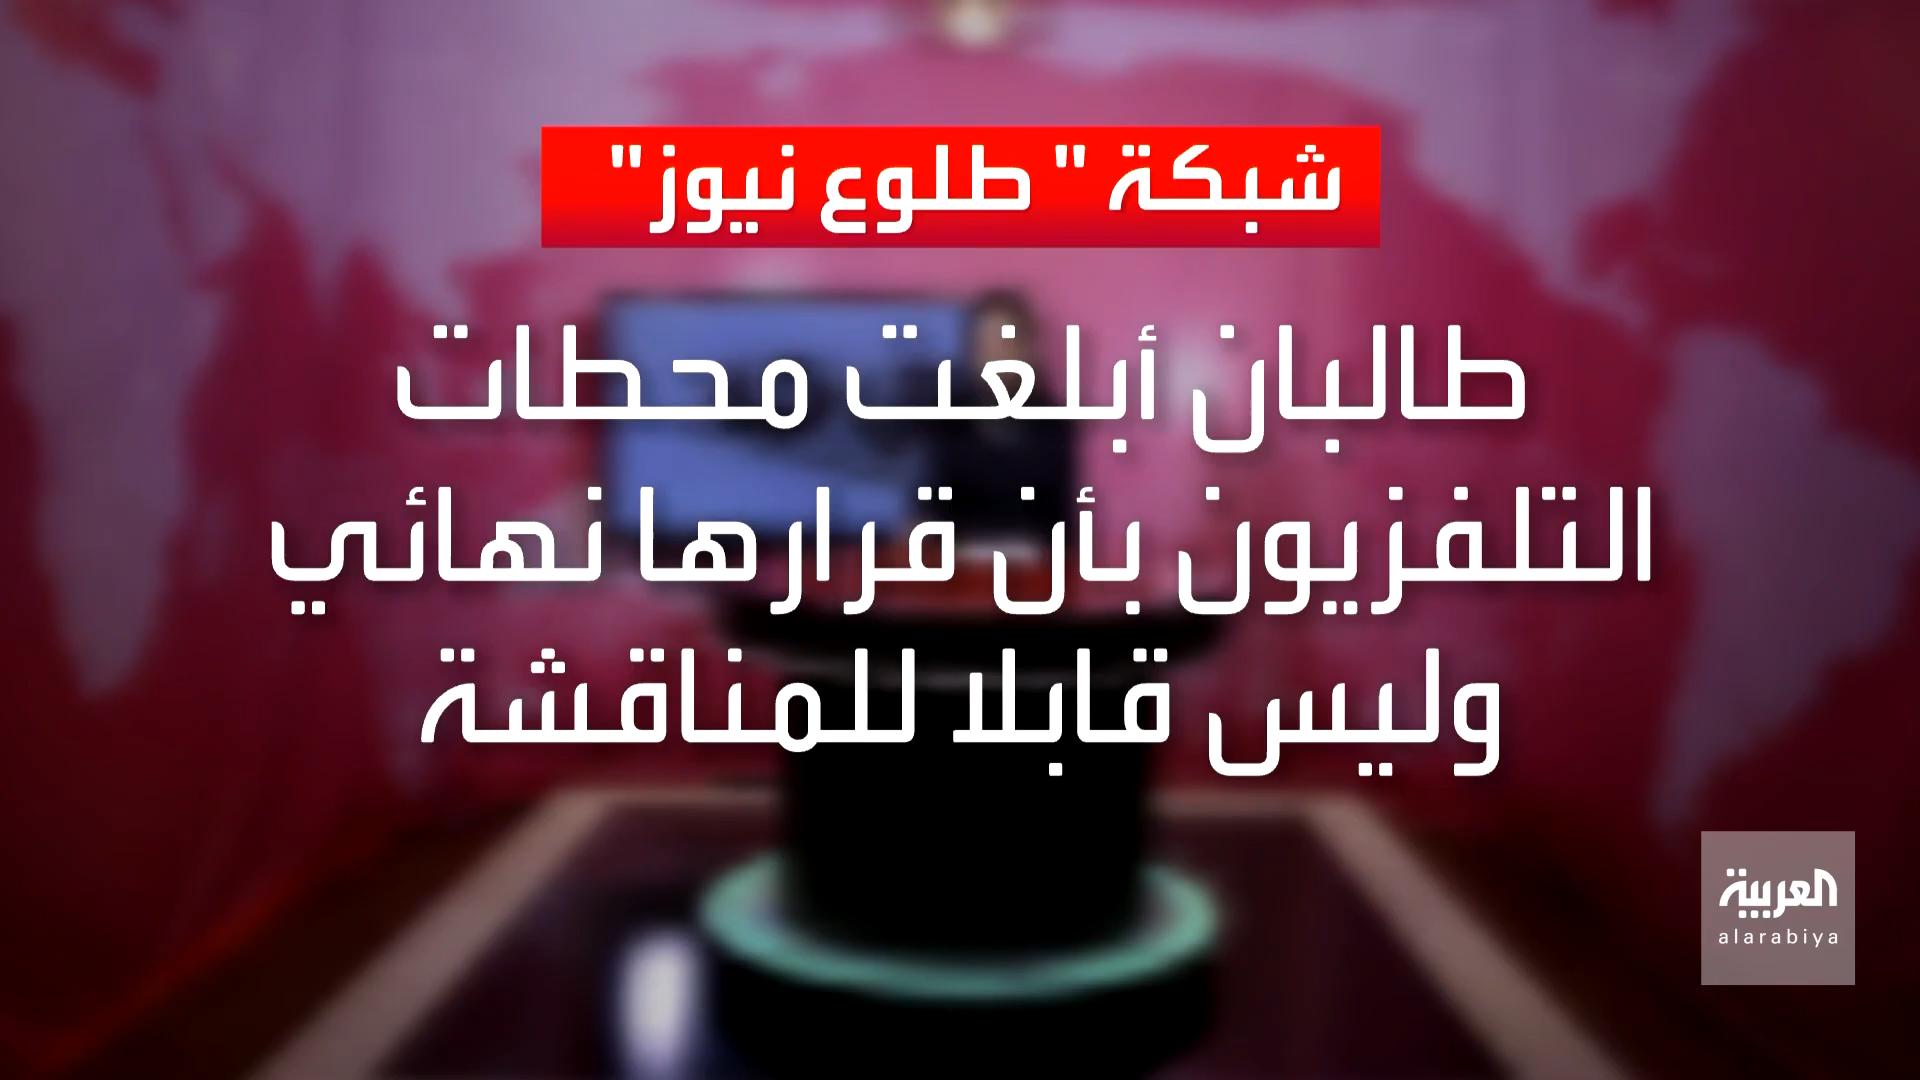 شبكة " طلوع نيوز"
طالبان أبلغت محطات
التلفزيون بأن قرارها نهائي
وليس قابلا للمناقشة
العربية
alarabiya